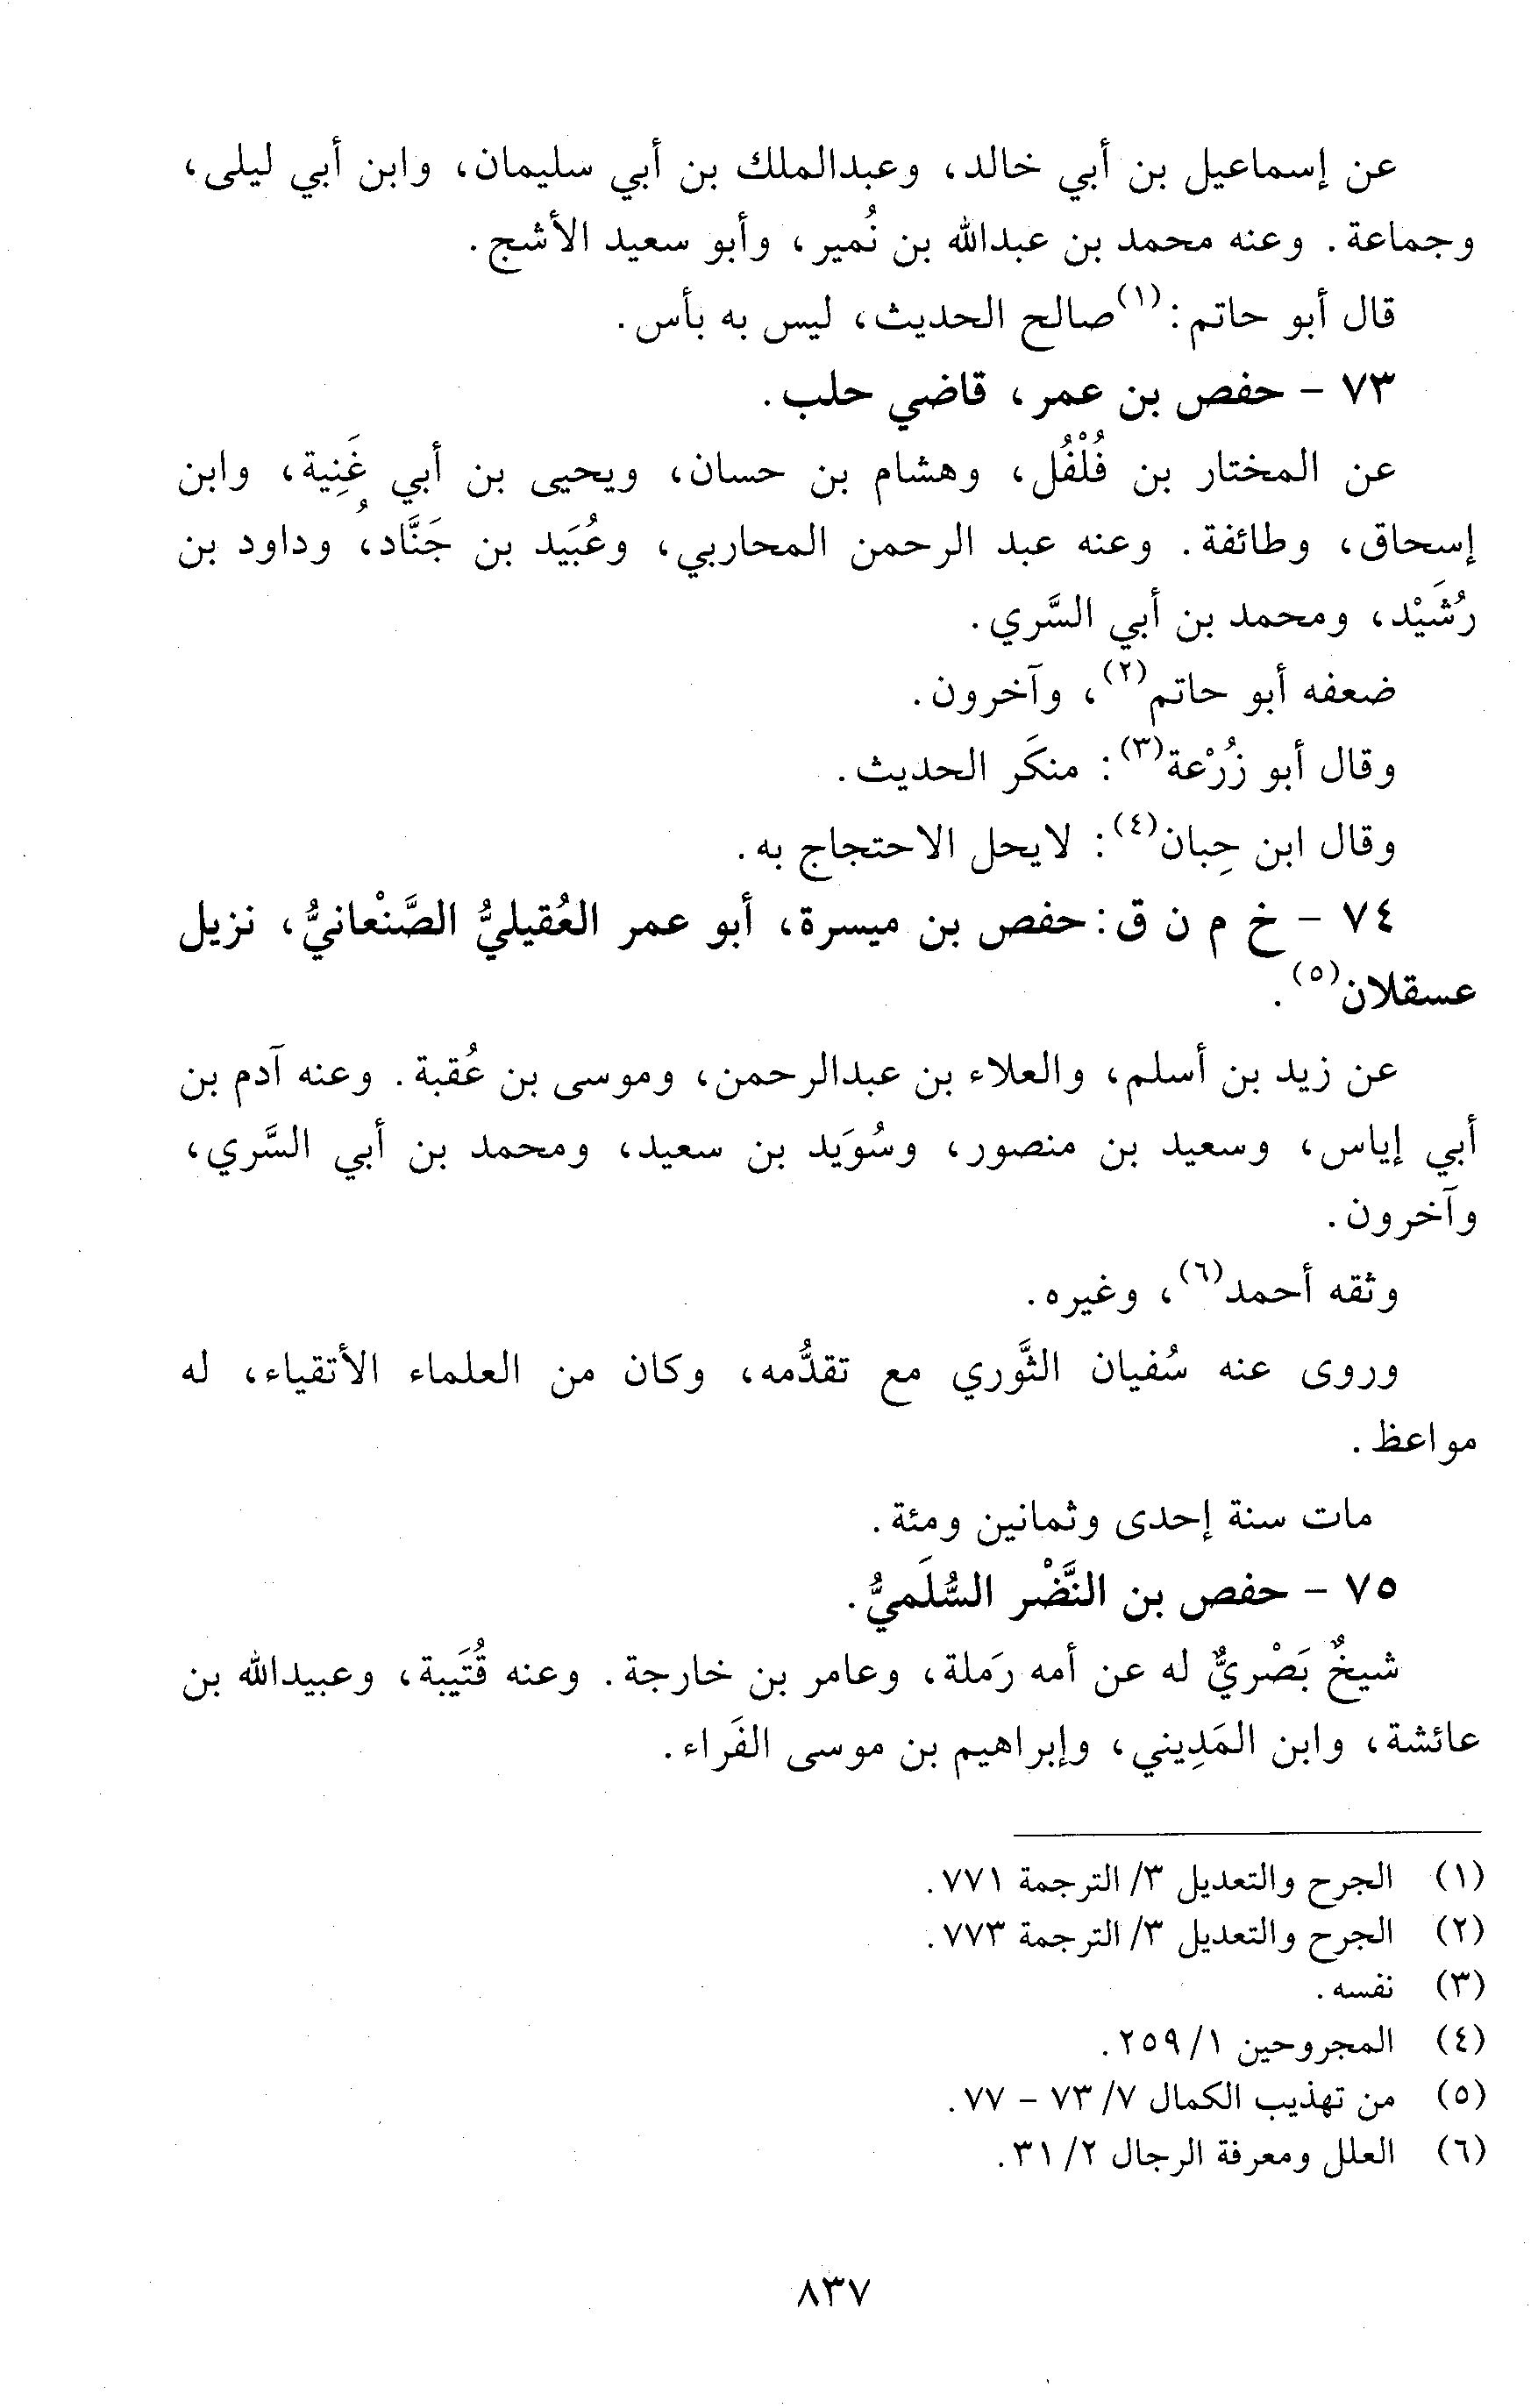 عن إسماعيل بن أبي خالد، وعبدالملك بن أبي سليمان، وابن أبي ليلى،
وجماعة. وعنه محمد بن عبدالله بن نُمير، وأبو سعيد الأشج.
قال أبو حاتم:(١)صالح الحديث، ليس به بأس.
٧٣ - حفص بن عمر، قاضي حلب.
عن المختار بن فُلْفُل، وهشام بن حسان، ويحيى بن أبي غَنِية، وابن
إسحاق، وطائفة. وعنه عبد الرحمن المحاربي، وعُبَيد بن جَنَّاد، وداود بن
رُشَيْد، ومحمد بن أبي السَّري.
ضعفه أبو حاتم(٢)، وآخرون.
وقال أبو زُرْعة(٣): منكَر الحديث.
وقال ابن حِبان(٤): لايحل الاحتجاج به.
٧٤ - خ م ن ق: حفص بن ميسرة، أبو عمر العُقيليُّ الصَّنْعانيُّ، نزيل
عسقلان(٥).
عن زيد بن أسلم، والعلاء بن عبدالرحمن، وموسى بن عُقبة. وعنه آدم بن
أبي إياس، وسعيد بن منصور، وسُوَيد بن سعيد، ومحمد بن أبي السَّري،
وآخرون.
وثقه أحمد(٦)، وغيره.
وروى عنه سُفيان الثَّوري مع تقدُّمه، وكان من العلماء الأتقياء، له
مواعظ.
مات سنة إحدى وثمانين ومئة.
٧٥ - حفص بن النَّضْر السُّلَميُّ.
شيخٌ بَصْريٌّ له عن أمه رَملة، وعامر بن خارجة. وعنه قُتَيبة، وعبيدالله بن
عائشة، وابن المَدِيني، وإبراهيم بن موسى الفَراء.
(١) الجرح والتعديل ٣/ الترجمة ٧٧١.
(٢) الجرح والتعديل ٣/ الترجمة ٧٧٣.
(٣) نفسه.
(٤) المجروحين ١/ ٢٥٩.
(٥) من تهذيب الكمال ٧/ ٧٣ - ٧٧.
(٦) العلل ومعرفة الرجال ٢/ ٣١.
٨٣٧